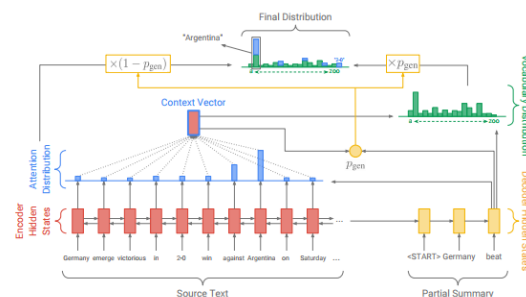 Final Distribution
"Argentina"
×(1 − pgen)
×pgen
"2-0"
a zoo
Context Vector
Vocabulary Distribution
a zoo
pgen
Attention
Distribution
Encoder
Hidden
States
Decoder Hidden States
Germany emerge victorious in 2-0 win against Argentina on Saturday ...
<START> Germany beat
Source Text
Partial Summary